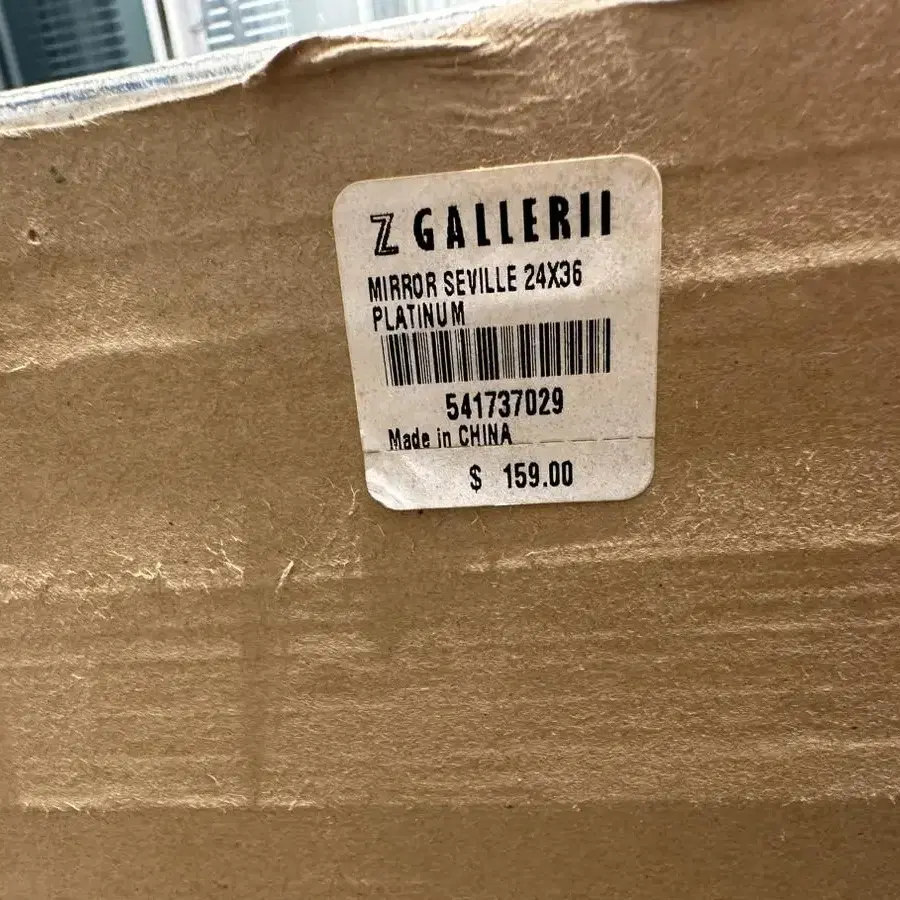 Z GALLERII
MIRROR SEVILLE 24X36
PLATINUM
541737029
Made in CHINA
$ 159.00